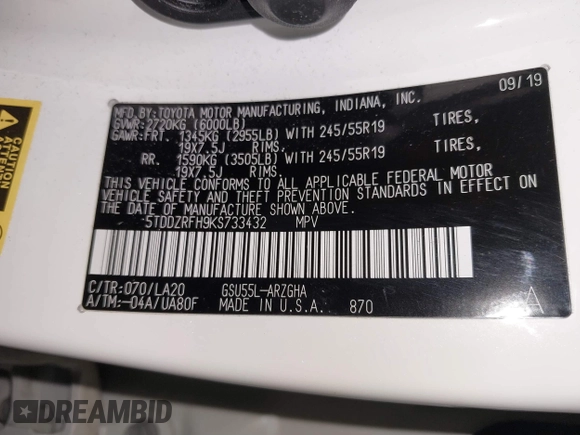 09/19
MFD. BY: TOYOTA MOTOR MANUFACTURING, INDIANA, INC.
GVWR: 2720KG (6000LB)
GAWR: FRT. 1345KG (2955LB) WITH 245/55R19 TIRES,
19X7.5J RIMS.
RR. 1590KG (3505LB) WITH 245/55R19 TIRES,
19X7.5J RIMS.
THIS VEHICLE CONFORMS TO ALL APPLICABLE FEDERAL MOTOR
VEHICLE SAFETY AND THEFT PREVENTION STANDARDS IN EFFECT ON
THE DATE OF MANUFACTURE SHOWN ABOVE.
5TDDZRFH9KS733432 MPV
C/TR: 070/LA20 GSU55L-ARZGHA
A/TM: -04A/UA80F MADE IN U.S.A. 870
A
CAUTION
DREAMBID